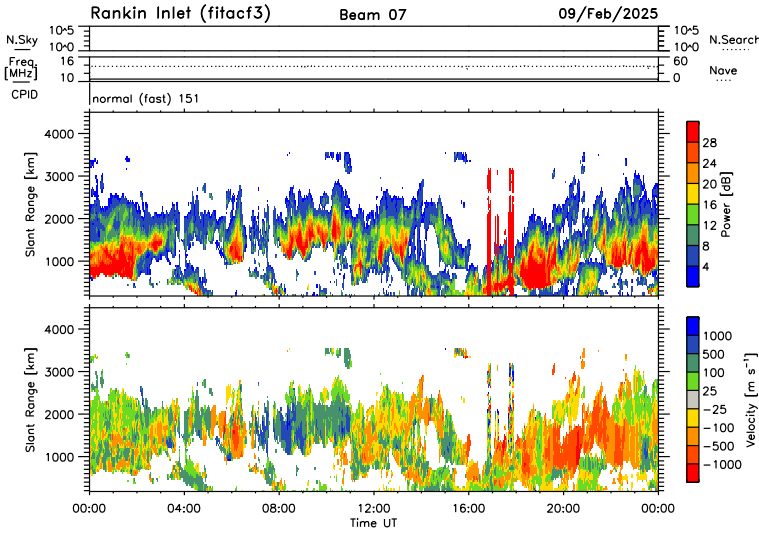 Rankin Inlet (fitacf3) Beam 07 09/Feb/2025
N.Sky 10^5 10^0 10^5 10^0 N.Search
Freq. [MHz] 16 10 60 0 Nave
CPID normal (fast) 151
Slant Range [km] 4000 3000 2000 1000
28 24 20 16 12 8 4 Power [dB]
Slant Range [km] 4000 3000 2000 1000
1000 500 100 25 −25 −100 −500 −1000 Velocity [m s⁻¹]
00:00 04:00 08:00 12:00 16:00 20:00 00:00
Time UT